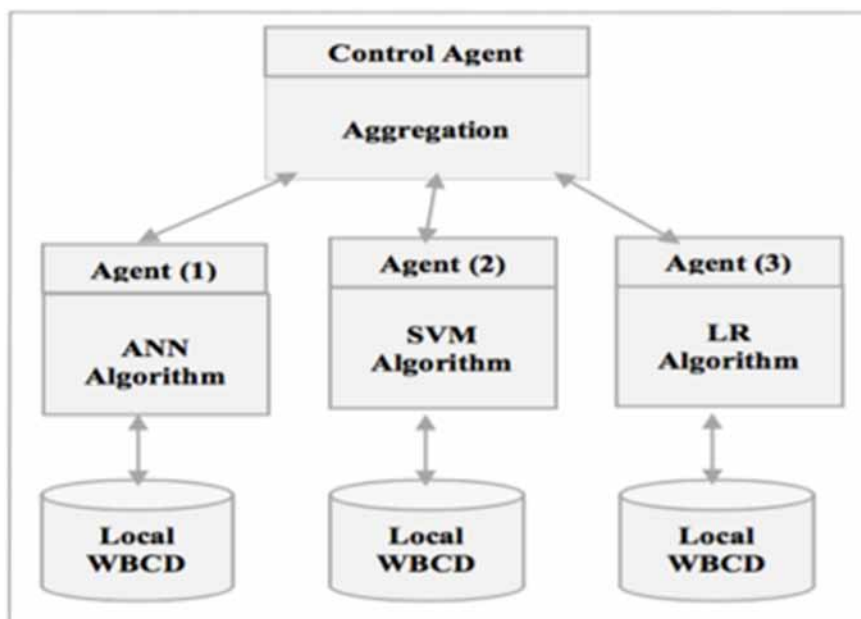 Control Agent
Aggregation
Agent (1)
Agent (2)
Agent (3)
ANN
Algorithm
SVM
Algorithm
LR
Algorithm
Local
WBCD
Local
WBCD
Local
WBCD